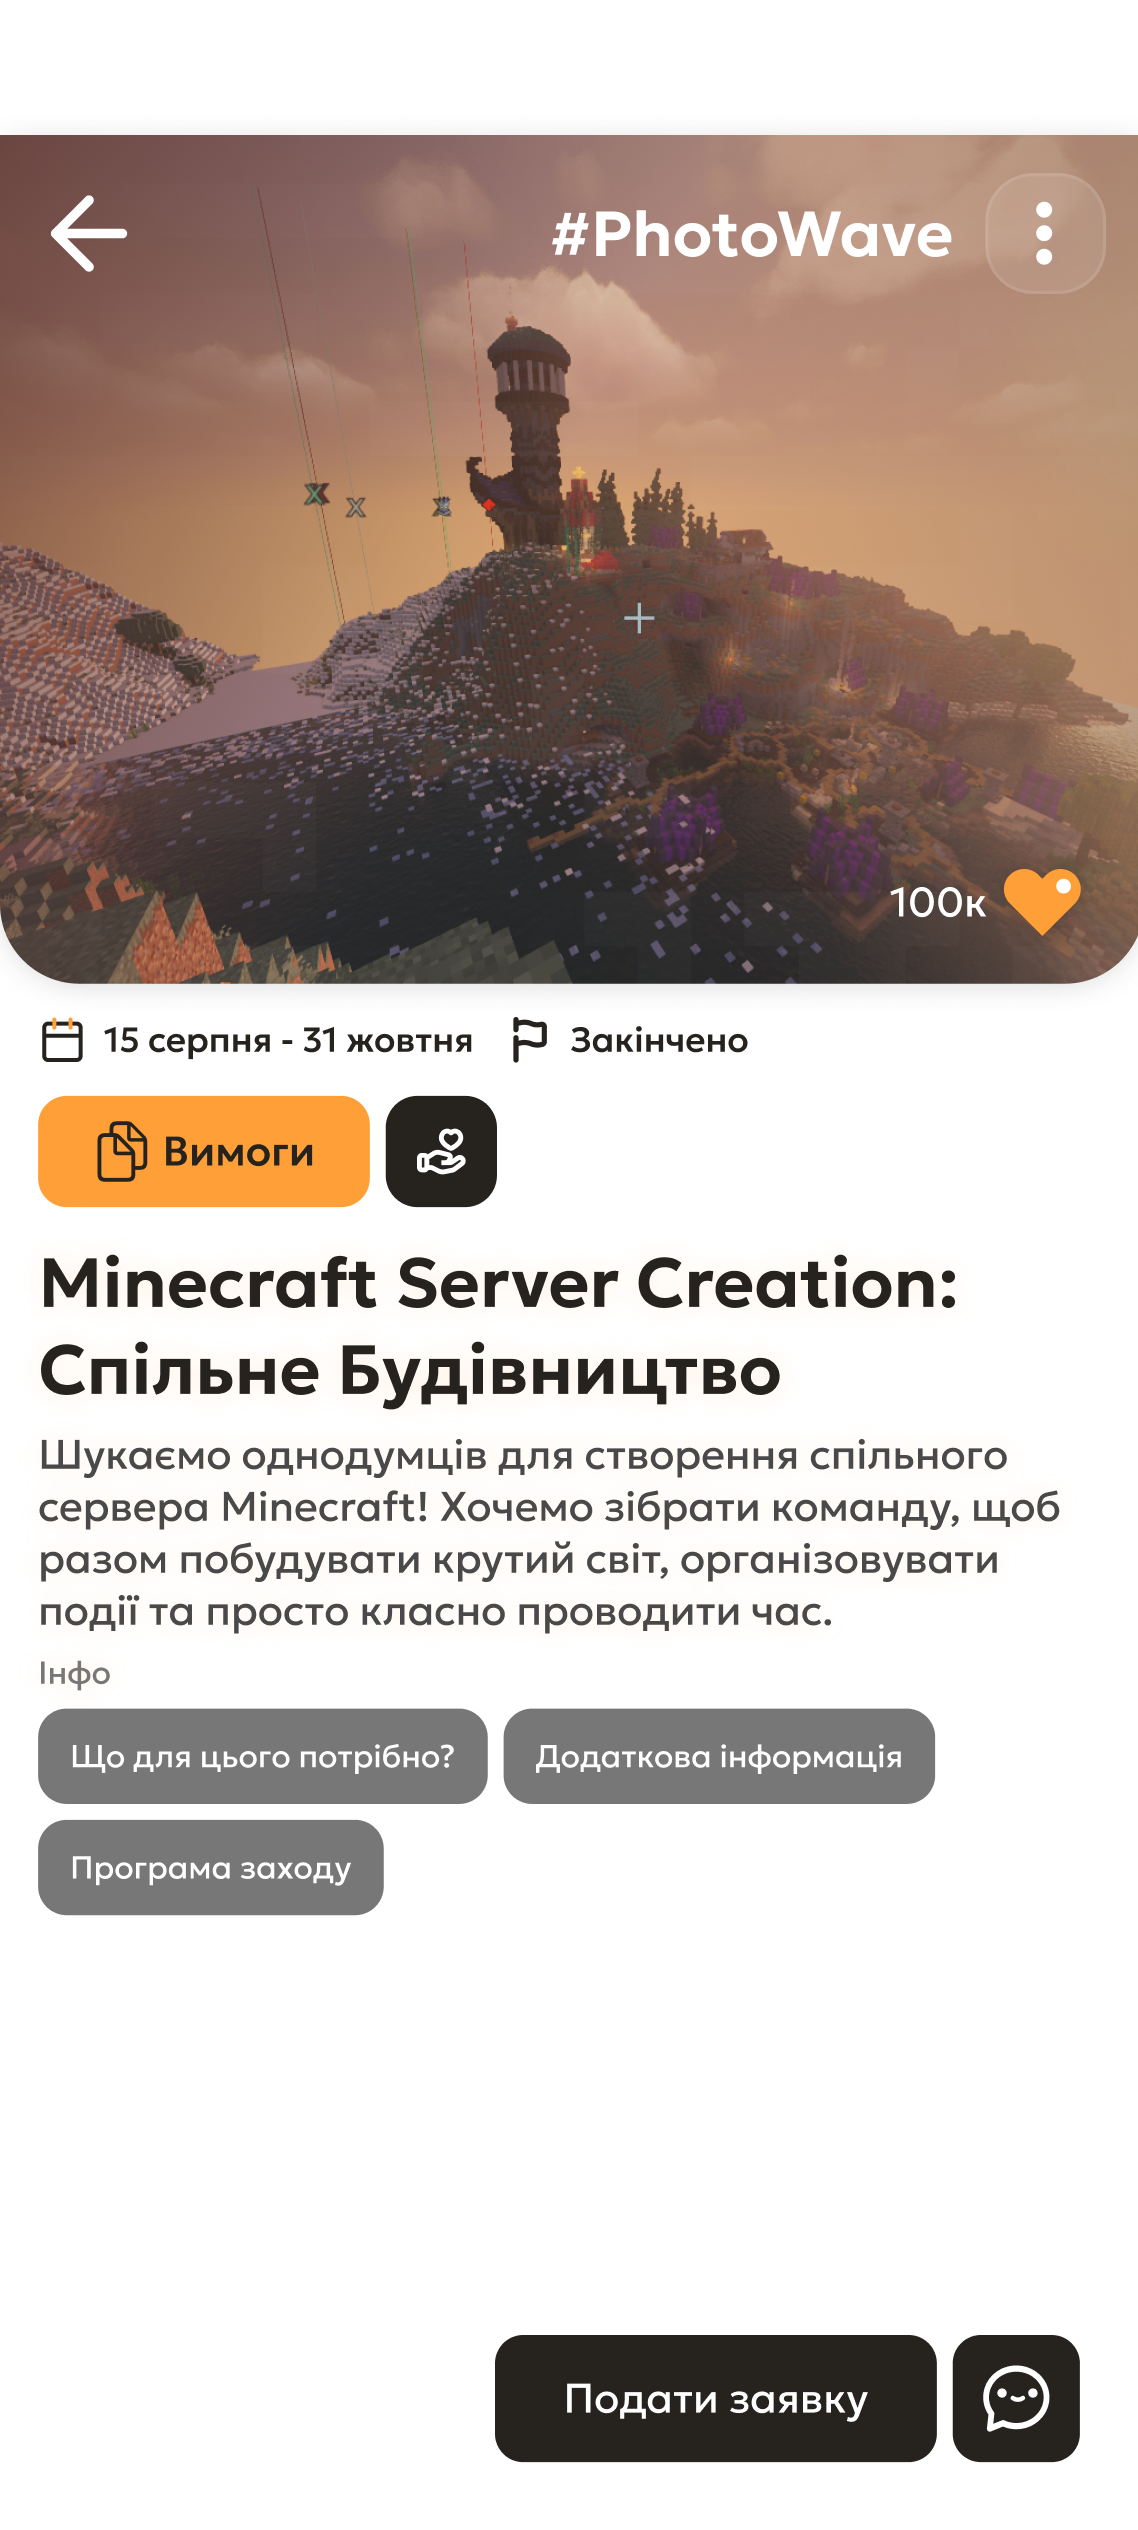 #PhotoWave
100к
15 серпня - 31 жовтня
Закінчено
Вимоги
Minecraft Server Creation:
Спільне Будівництво
Шукаємо однодумців для створення спільного
сервера Minecraft! Хочемо зібрати команду, щоб
разом побудувати крутий світ, організовувати
події та просто класно проводити час.
Інфо
Що для цього потрібно?
Додаткова інформація
Програма заходу
Подати заявку